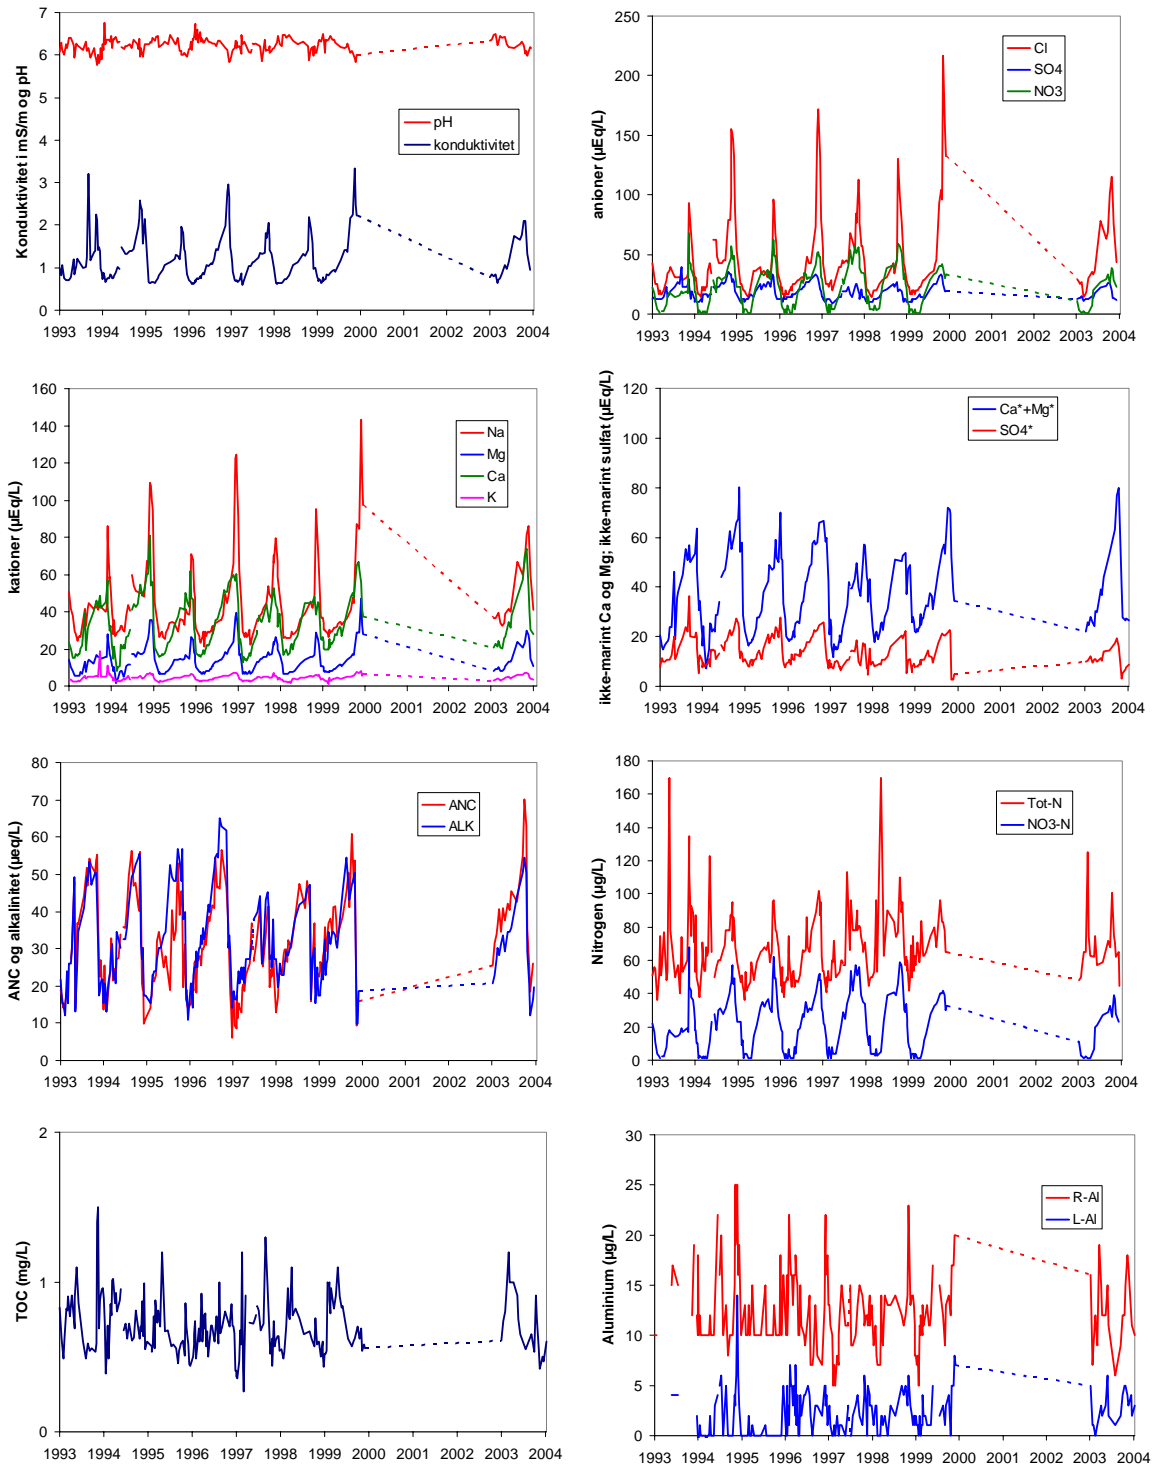 Konduktivitet i mS/m og pH
7
6
5
4
3
2
1
0
pH
konduktivitet
1993 1994 1995 1996 1997 1998 1999 2000 2001 2002 2003 2004
anioner (µEq/L)
250
200
150
100
50
0
Cl
SO4
NO3
1993 1994 1995 1996 1997 1998 1999 2000 2001 2002 2003 2004
kationer (µEq/L)
160
140
120
100
80
60
40
20
0
Na
Mg
Ca
K
1993 1994 1995 1996 1997 1998 1999 2000 2001 2002 2003 2004
ikke-marint Ca og Mg; ikke-marint sulfat (µEq/L)
120
100
80
60
40
20
0
Ca*+Mg*
SO4*
1993 1994 1995 1996 1997 1998 1999 2000 2001 2002 2003 2004
ANC og alkalinitet (µeq/L)
80
70
60
50
40
30
20
10
0
ANC
ALK
1993 1994 1995 1996 1997 1998 1999 2000 2001 2002 2003 2004
Nitrogen (µg/L)
180
160
140
120
100
80
60
40
20
0
Tot-N
NO3-N
1993 1994 1995 1996 1997 1998 1999 2000 2001 2002 2003 2004
TOC (mg/L)
2
1
0
1993 1994 1995 1996 1997 1998 1999 2000 2001 2002 2003 2004
Aluminium (µg/L)
30
25
20
15
10
5
0
R-Al
L-Al
1993 1994 1995 1996 1997 1998 1999 2000 2001 2002 2003 2004